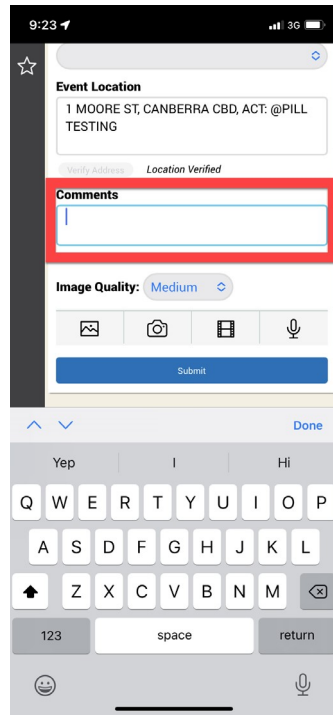 9:23
3G
Event Location
1 MOORE ST, CANBERRA CBD, ACT: @PILL
TESTING
Verify Address Location Verified
Comments
Image Quality: Medium
Submit
Done
Yep I Hi
Q W E R T Y U I O P
A S D F G H J K L
Z X C V B N M
123 space return